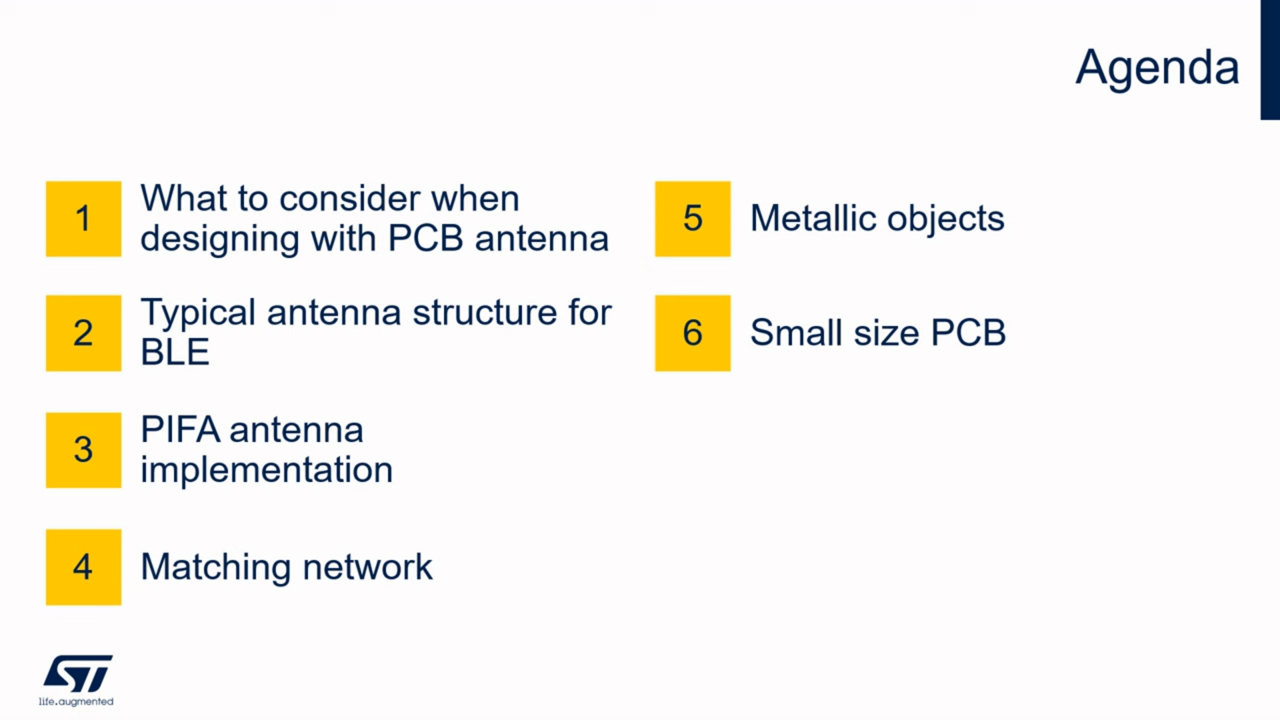 Agenda
1
What to consider when
designing with PCB antenna
2
Typical antenna structure for
BLE
3
PIFA antenna
implementation
4
Matching network
5
Metallic objects
6
Small size PCB
ST
life.augmented